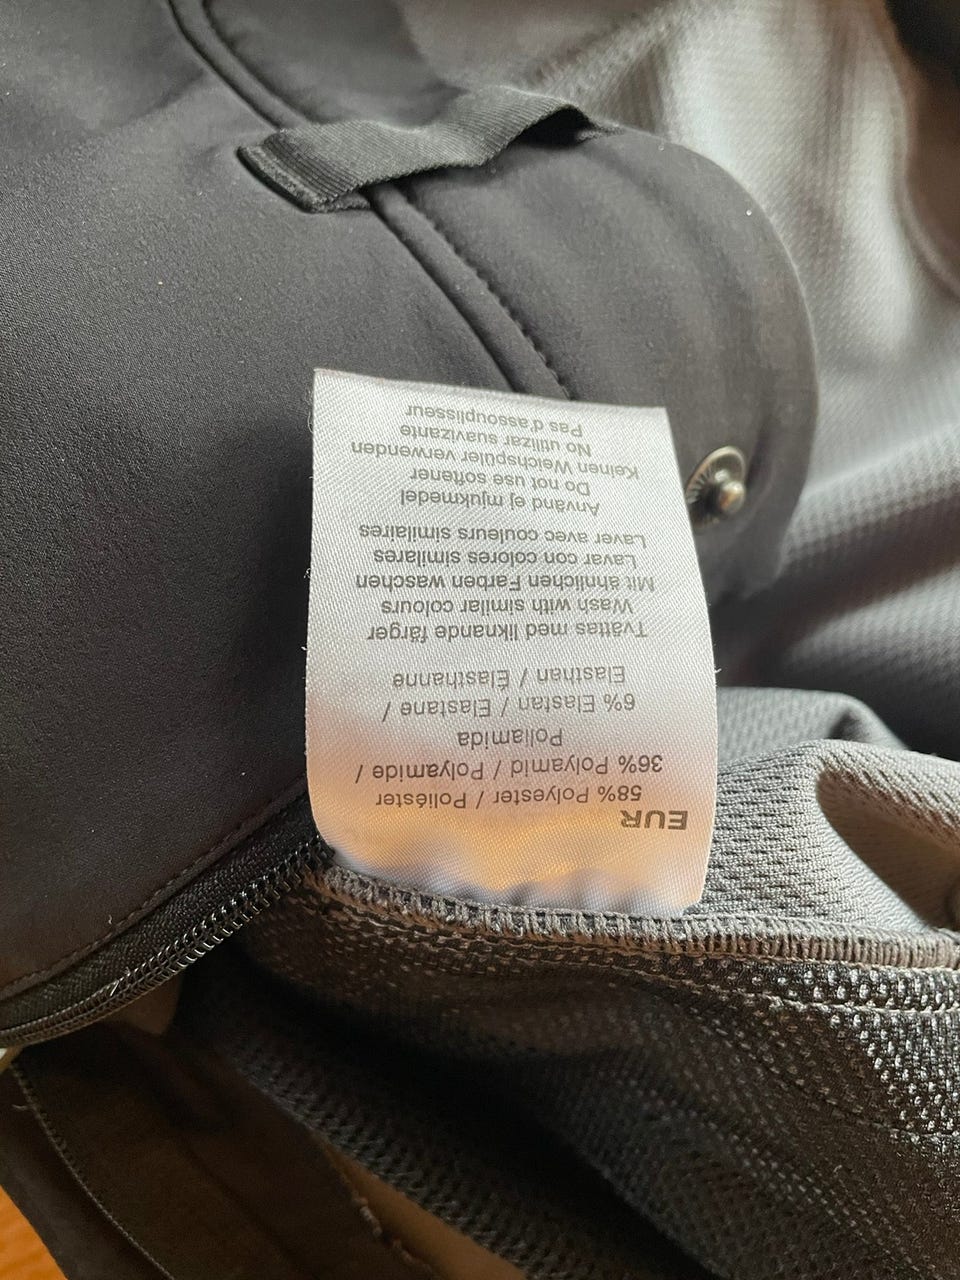 EUR
58% Polyester / Poliéster
36% Polyamid / Polyamide /
Poliamida
6% Elastan / Elastane /
Elasthan / Élasthanne
Tvättas med liknande färger
Wash with similar colours
Mit ähnlichen Farben waschen
Lavar con colores similares
Laver avec couleurs similaires
Använd ej mjukmedel
Do not use softener
Keinen Weichspüler verwenden
No utilizar suavizante
Pas d'assouplisseur